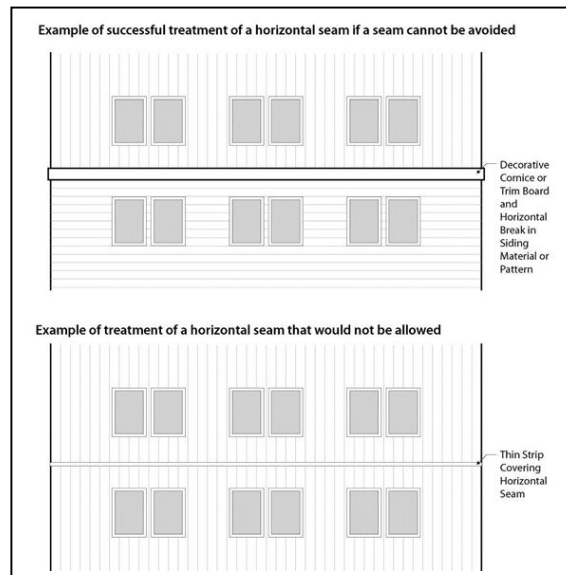 Example of successful treatment of a horizontal seam if a seam cannot be avoided
Decorative
Cornice or
Trim Board
and
Horizontal
Break in
Siding
Material or
Pattern
Example of treatment of a horizontal seam that would not be allowed
Thin Strip
Covering
Horizontal
Seam